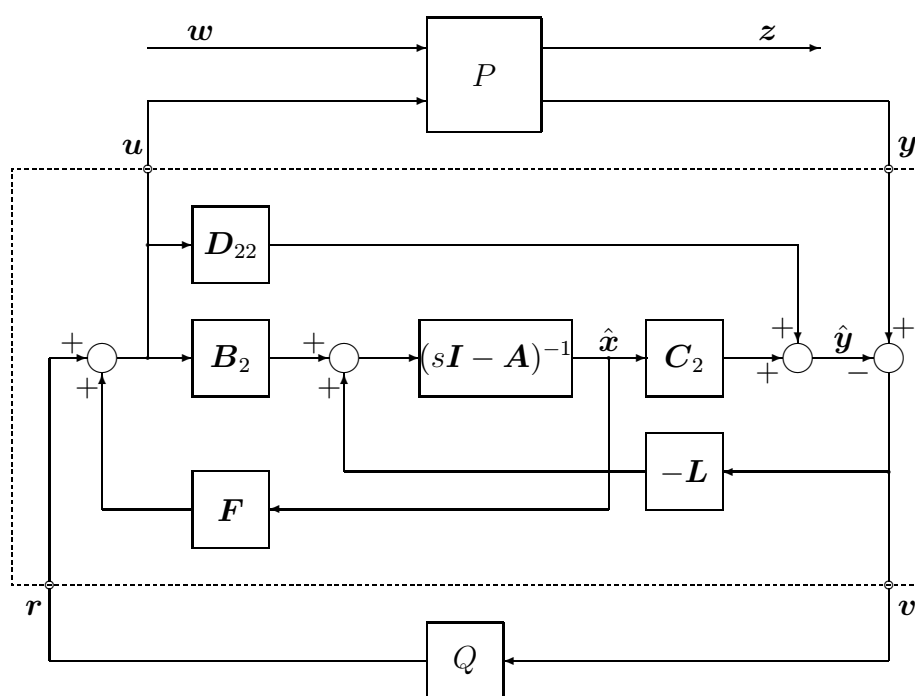 w
z
P
u
y
D₂₂
+ + + +
B₂
(sI − A)⁻¹
x̂
C₂
ŷ
+ + + −
−L
F
r
v
Q